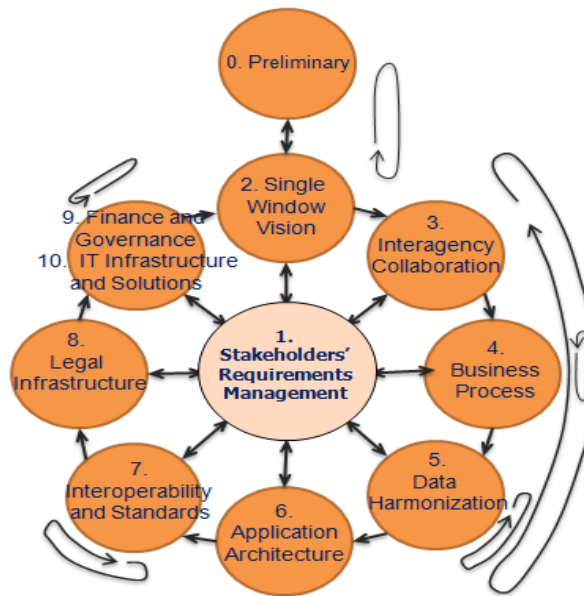 0. Preliminary
2. Single
Window
Vision
9. Finance and
Governance
10.  IT Infrastructure
and Solutions
3.
Interagency
Collaboration
1.
Stakeholders'
Requirements
Management
8.
Legal
Infrastructure
4.
Business
Process
7.
Interoperability
and Standards
5.
Data
Harmonization
6.
Application
Architecture